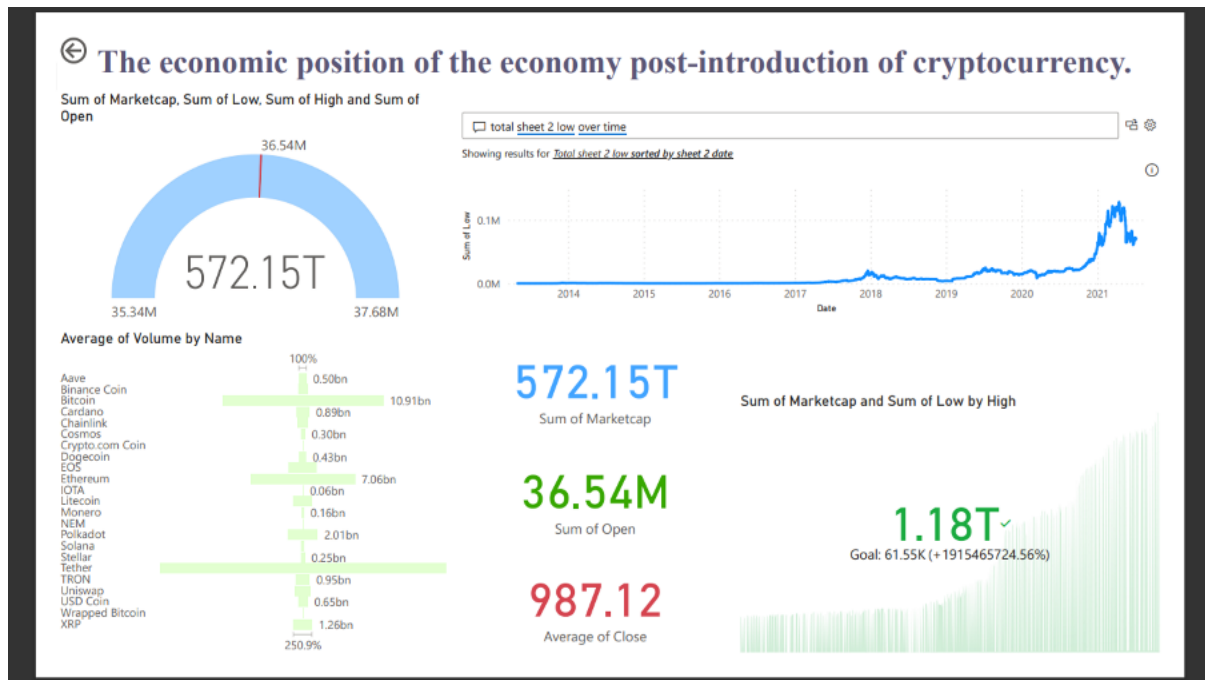 The economic position of the economy post-introduction of cryptocurrency.
Sum of Marketcap, Sum of Low, Sum of High and Sum of
Open
36.54M
572.15T
35.34M
37.68M
total sheet 2 low over time
Showing results for Total sheet 2 low sorted by sheet 2 date
Sum of Low
0.1M
0.0M
2014 2015 2016 2017 2018 2019 2020 2021
Date
Average of Volume by Name
100%
Aave 0.50bn
Binance Coin
Bitcoin 10.91bn
Cardano 0.89bn
Chainlink
Cosmos 0.30bn
Crypto.com Coin
Dogecoin 0.43bn
EOS
Ethereum 7.06bn
IOTA 0.06bn
Litecoin
Monero 0.16bn
NEM
Polkadot 2.01bn
Solana
Stellar 0.25bn
Tether
TRON 0.95bn
Uniswap
USD Coin 0.65bn
Wrapped Bitcoin
XRP 1.26bn
250.9%
572.15T
Sum of Marketcap
36.54M
Sum of Open
987.12
Average of Close
Sum of Marketcap and Sum of Low by High
1.18T
Goal: 61.55K (+1915465724.56%)